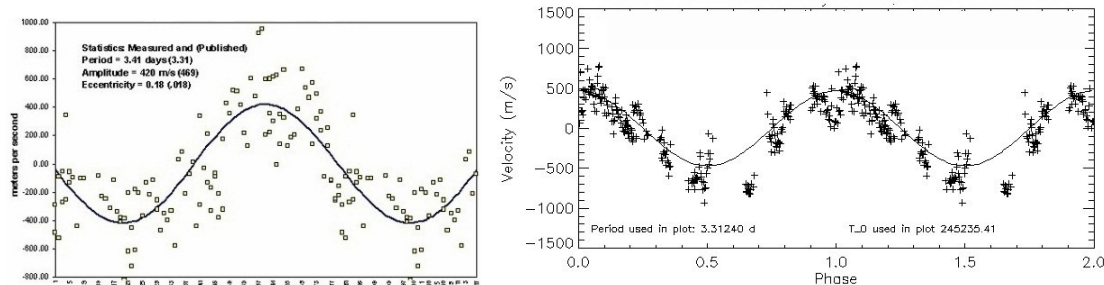 1000.00
800.00
600.00
400.00
200.00
0.00
-200.00
-400.00
-600.00
-800.00
meters per second
Statistics: Measured and (Published)
Period = 3.41 days (3.31)
Amplitude = 420 m/s (469)
Eccentricity = 0.18 (.018)
1500
1000
500
0
-500
-1000
-1500
Velocity (m/s)
Period used in plot: 3.31240 d
T_0 used in plot 245235.41
0.0
0.5
1.0
1.5
2.0
Phase